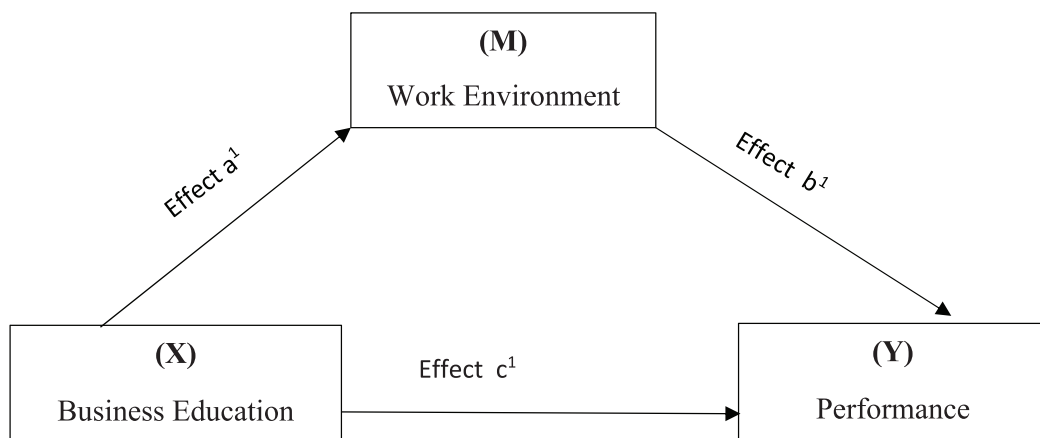 (M)
Work Environment
Effect a¹
Effect b¹
(X)
Business Education
Effect c¹
(Y)
Performance